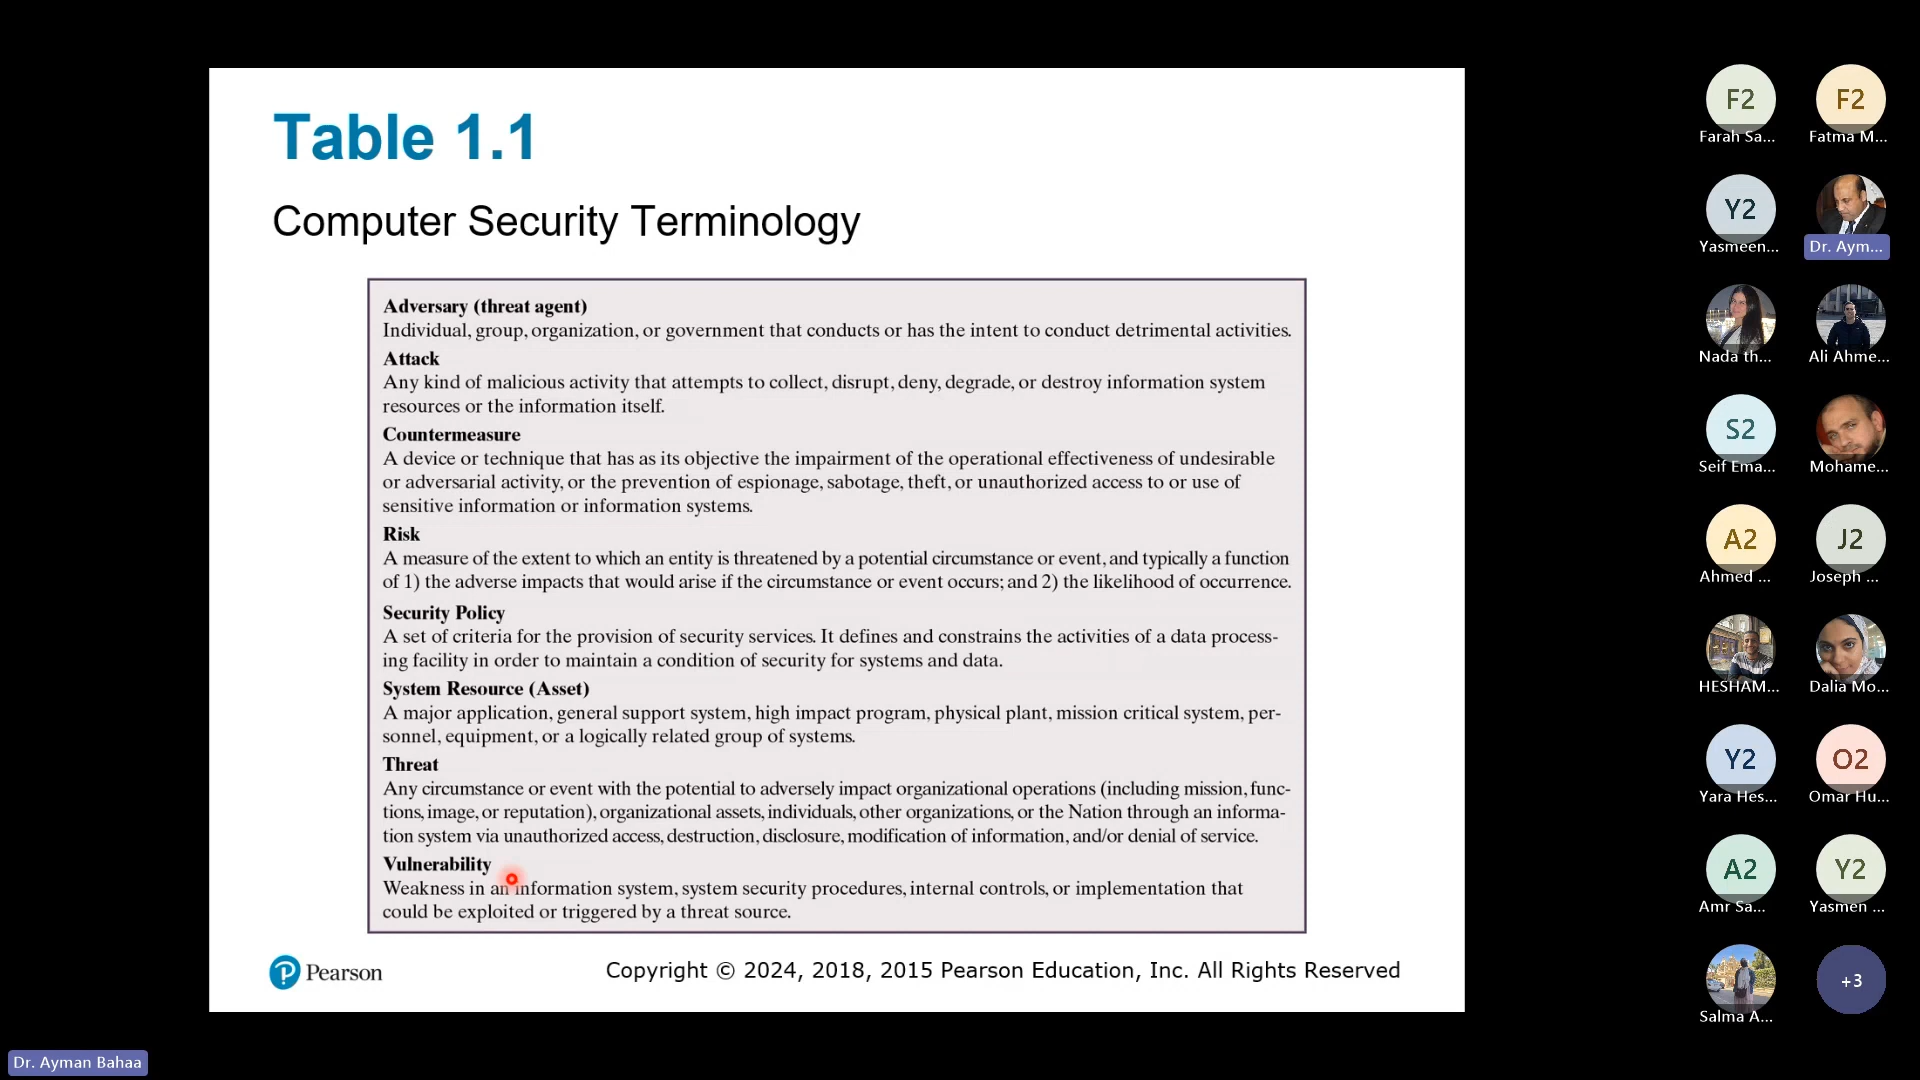 Table 1.1
Computer Security Terminology
Adversary (threat agent)
Individual, group, organization, or government that conducts or has the intent to conduct detrimental activities.
Attack
Any kind of malicious activity that attempts to collect, disrupt, deny, degrade, or destroy information system
resources or the information itself.
Countermeasure
A device or technique that has as its objective the impairment of the operational effectiveness of undesirable
or adversarial activity, or the prevention of espionage, sabotage, theft, or unauthorized access to or use of
sensitive information or information systems.
Risk
A measure of the extent to which an entity is threatened by a potential circumstance or event, and typically a function
of 1) the adverse impacts that would arise if the circumstance or event occurs; and 2) the likelihood of occurrence.
Security Policy
A set of criteria for the provision of security services. It defines and constrains the activities of a data process-
ing facility in order to maintain a condition of security for systems and data.
System Resource (Asset)
A major application, general support system, high impact program, physical plant, mission critical system, per-
sonnel, equipment, or a logically related group of systems.
Threat
Any circumstance or event with the potential to adversely impact organizational operations (including mission, func-
tions, image, or reputation), organizational assets, individuals, other organizations, or the Nation through an informa-
tion system via unauthorized access, destruction, disclosure, modification of information, and/or denial of service.
Vulnerability
Weakness in an information system, system security procedures, internal controls, or implementation that
could be exploited or triggered by a threat source.
Pearson
Copyright © 2024, 2018, 2015 Pearson Education, Inc. All Rights Reserved
F2
Farah Sa...
F2
Fatma M...
Y2
Yasmeen...
Dr. Aym...
Nada th...
Ali Ahme...
S2
Seif Ema...
Mohame...
A2
Ahmed ...
J2
Joseph ...
HESHAM...
Dalia Mo...
Y2
Yara Hes...
O2
Omar Hu...
A2
Amr Sa...
Y2
Yasmen ...
Salma A...
+3
Dr. Ayman Bahaa